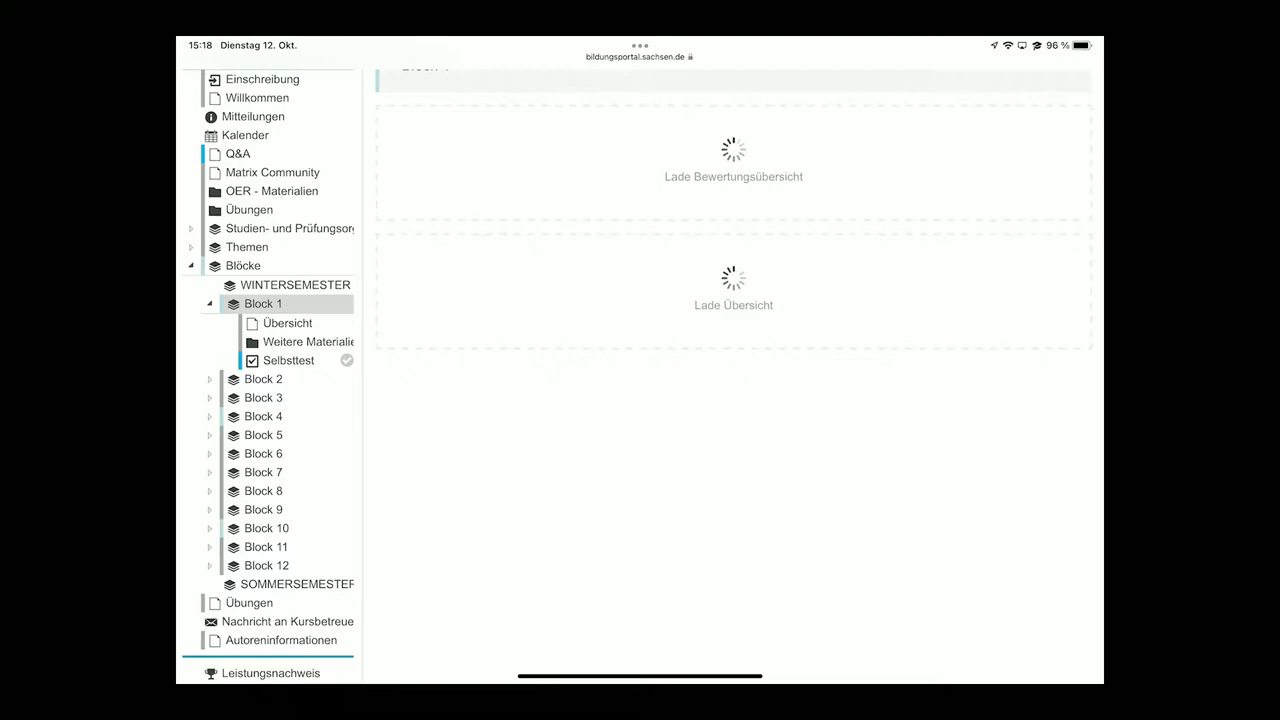 15:18 Dienstag 12. Okt.
96 %
bildungsportal.sachsen.de
Einschreibung
Willkommen
Mitteilungen
Kalender
Q&A
Matrix Community
OER - Materialien
Übungen
Studien- und Prüfungsor
Themen
Blöcke
WINTERSEMESTER
Block 1
Übersicht
Weitere Materialie
Selbsttest
Block 2
Block 3
Block 4
Block 5
Block 6
Block 7
Block 8
Block 9
Block 10
Block 11
Block 12
SOMMERSEMESTER
Übungen
Nachricht an Kursbetreue
Autoreninformationen
Leistungsnachweis
Lade Bewertungsübersicht
Lade Übersicht